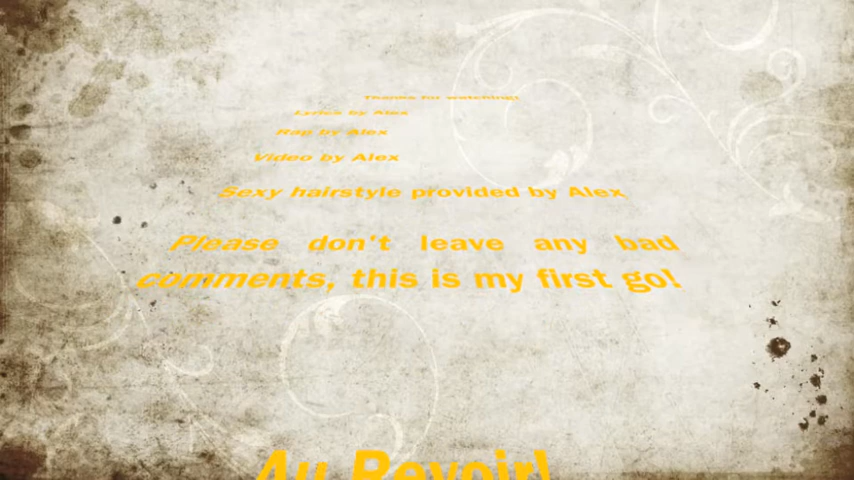 Thanks for watching!
Lyrics by Alex
Rap by Alex
Video by Alex
Sexy hairstyle provided by Alex
Please don't leave any bad
comments, this is my first go!
Au Revoir!